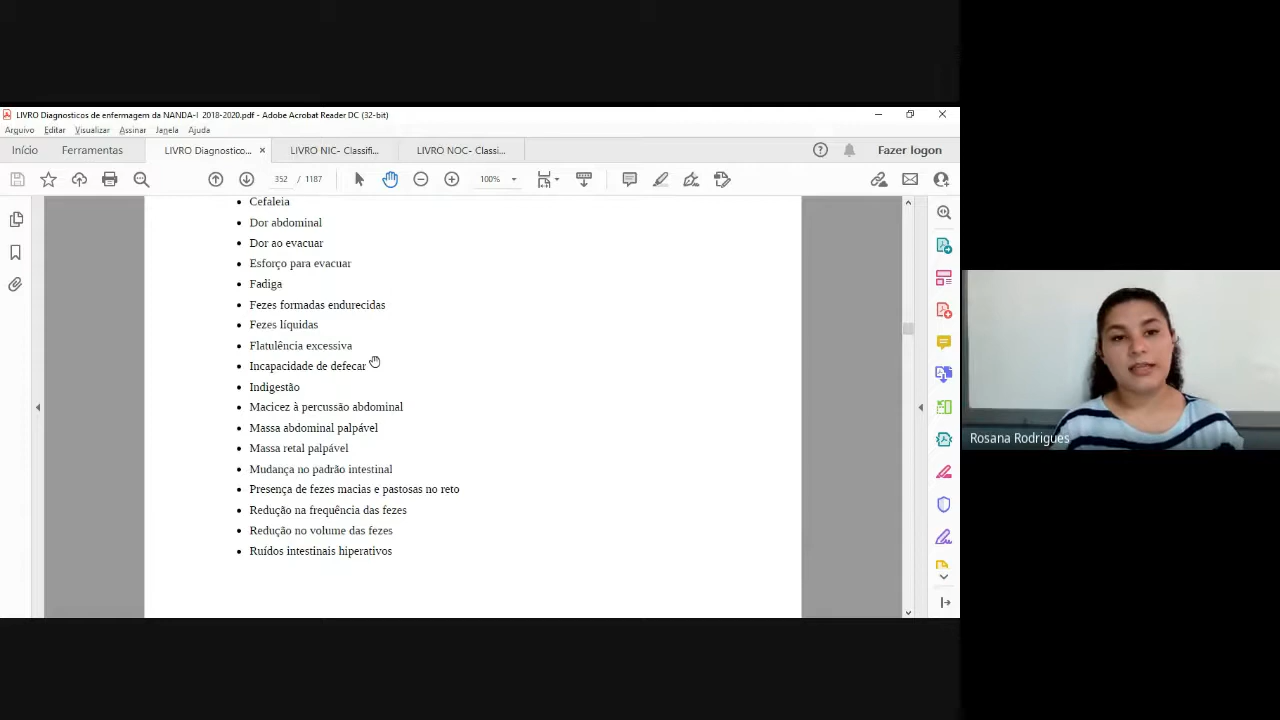 LIVRO Diagnosticos de enfermagem da NANDA-I 2018-2020.pdf - Adobe Acrobat Reader DC (32-bit)
Arquivo Editar Visualizar Assinar Janela Ajuda
Início Ferramentas LIVRO Diagnostico... × LIVRO NIC- Classifi... LIVRO NOC- Classi... Fazer logon
352 / 1187 100%
• Cefaleia
• Dor abdominal
• Dor ao evacuar
• Esforço para evacuar
• Fadiga
• Fezes formadas endurecidas
• Fezes líquidas
• Flatulência excessiva
• Incapacidade de defecar
• Indigestão
• Macicez à percussão abdominal
• Massa abdominal palpável
• Massa retal palpável
• Mudança no padrão intestinal
• Presença de fezes macias e pastosas no reto
• Redução na frequência das fezes
• Redução no volume das fezes
• Ruídos intestinais hiperativos
Rosana Rodrigues